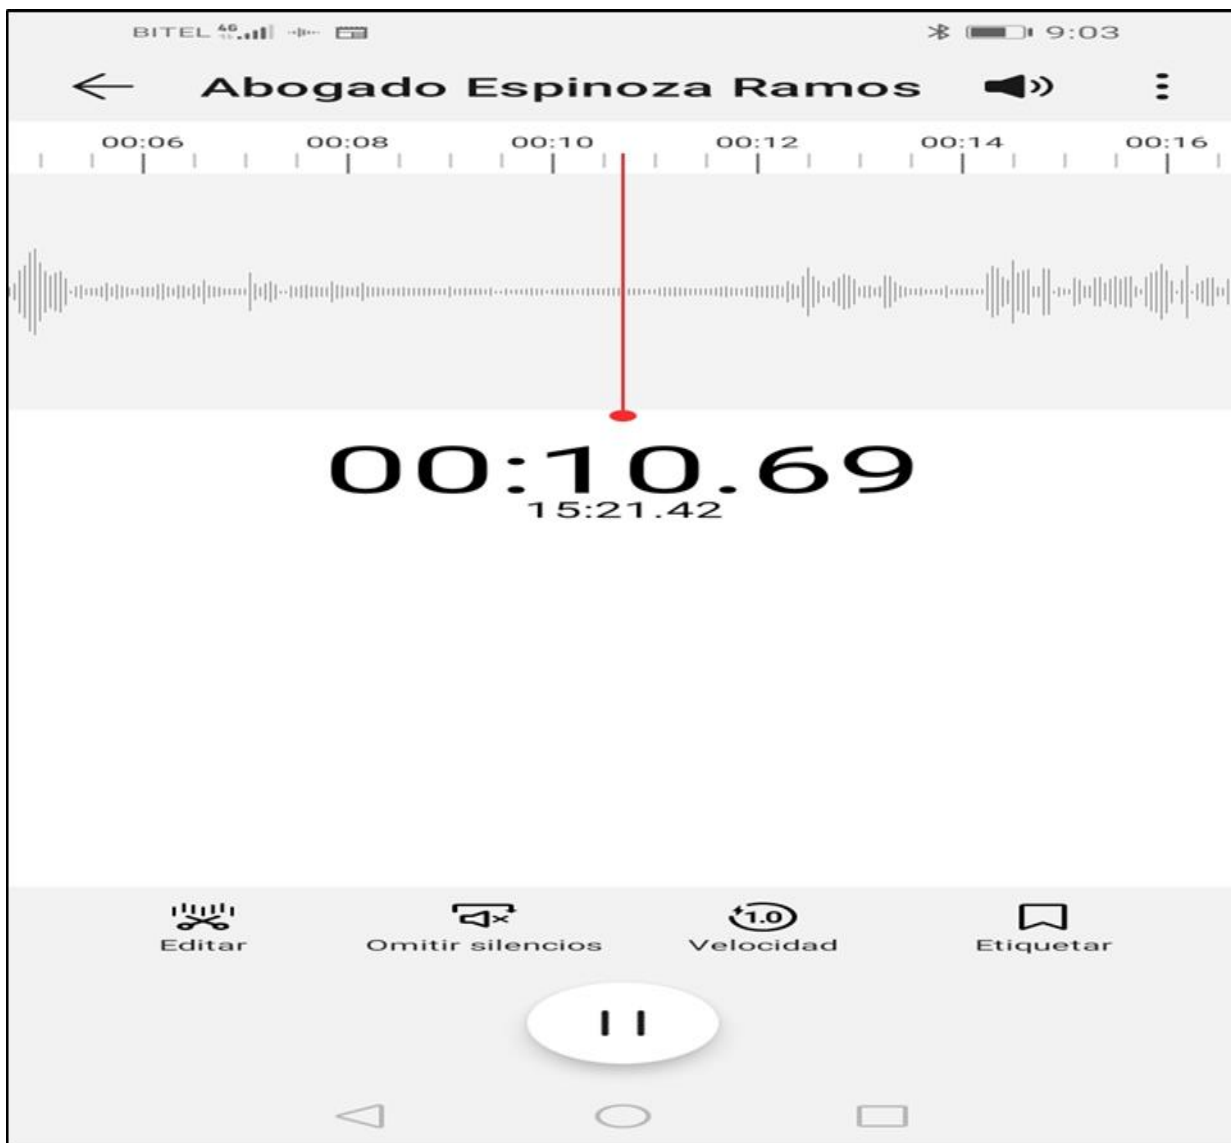 BITEL 4G 9:03
Abogado Espinoza Ramos
00:06 00:08 00:10 00:12 00:14 00:16
00:10.69
15:21.42
1.0
Editar Omitir silencios Velocidad Etiquetar